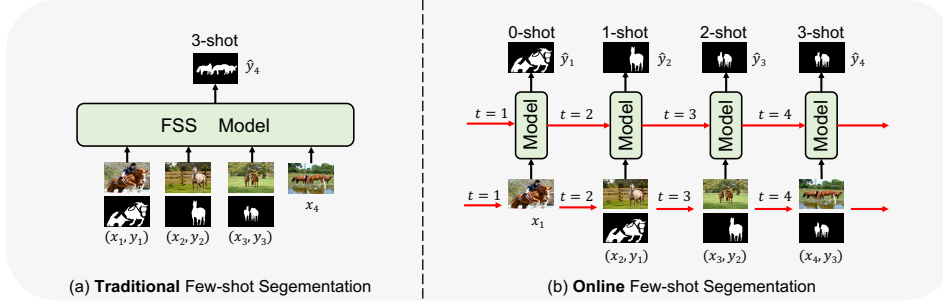 3-shot
ŷ₄
FSS Model
x₄
(x₁, y₁) (x₂, y₂) (x₃, y₃)
(a) Traditional Few-shot Segementation
0-shot 1-shot 2-shot 3-shot
ŷ₁ ŷ₂ ŷ₃ ŷ₄
Model Model Model Model
t = 1 t = 2 t = 3 t = 4
t = 1 t = 2 t = 3 t = 4
x₁
(x₂, y₁) (x₃, y₂) (x₄, y₃)
(b) Online Few-shot Segementation